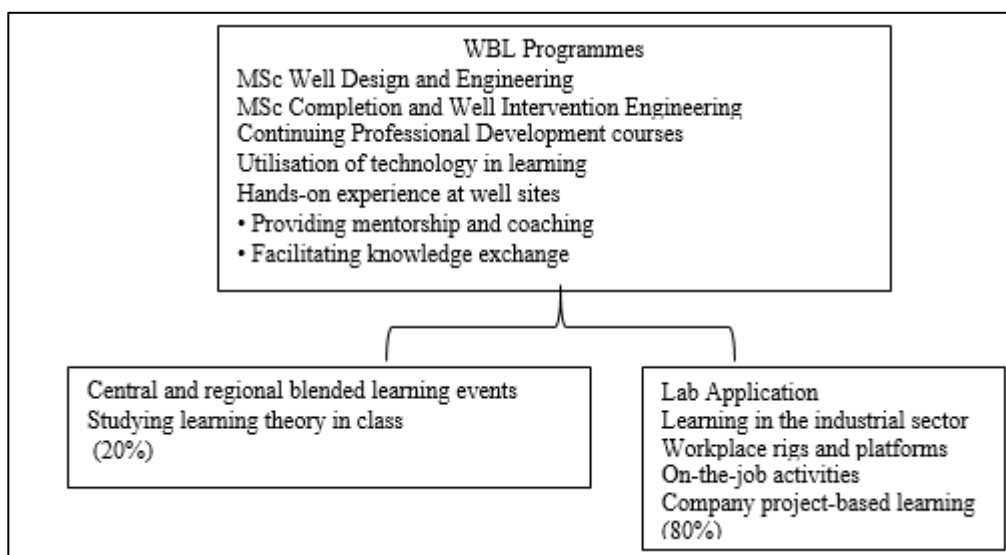 WBL Programmes
MSc Well Design and Engineering
MSc Completion and Well Intervention Engineering
Continuing Professional Development courses
Utilisation of technology in learning
Hands-on experience at well sites
• Providing mentorship and coaching
• Facilitating knowledge exchange
Central and regional blended learning events
Studying learning theory in class
(20%)
Lab Application
Learning in the industrial sector
Workplace rigs and platforms
On-the-job activities
Company project-based learning
(80%)